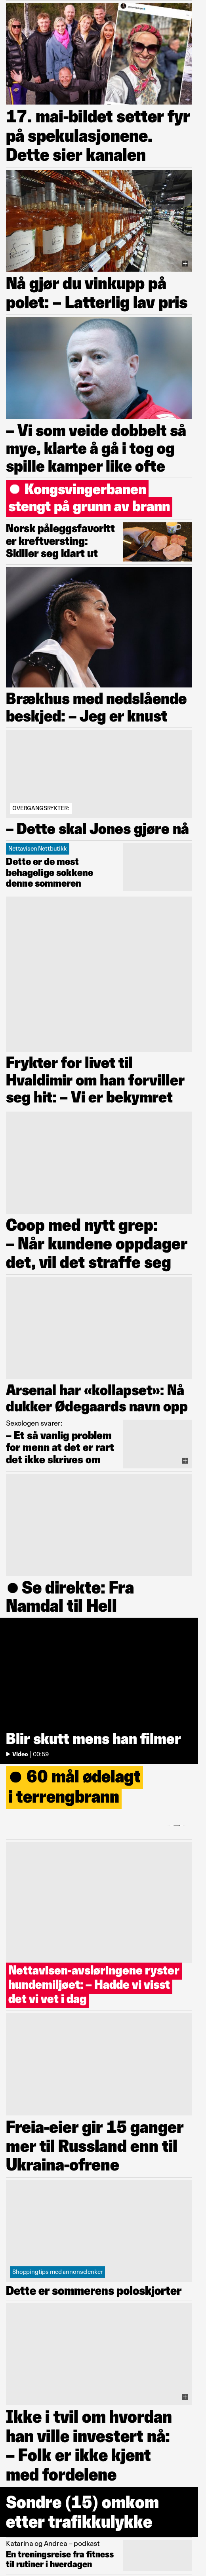 17. mai-bildet setter fyr
på spekulasjonene.
Dette sier kanalen
Nå gjør du vinkupp på
polet: – Latterlig lav pris
– Vi som veide dobbelt så
mye, klarte å gå i tog og
spille kamper like ofte
Kongsvingerbanen
stengt på grunn av brann
Norsk påleggsfavoritt
er kreftversting:
Skiller seg klart ut
Brækhus med nedslående
beskjed: – Jeg er knust
OVERGANGSRYKTER:
– Dette skal Jones gjøre nå
Nettavisen Nettbutikk
Dette er de mest
behagelige sokkene
denne sommeren
Frykter for livet til
Hvaldimir om han forviller
seg hit: – Vi er bekymret
Coop med nytt grep:
– Når kundene oppdager
det, vil det straffe seg
Arsenal har «kollapset»: Nå
dukker Ødegaards navn opp
Sexologen svarer:
– Et så vanlig problem
for menn at det er rart
det ikke skrives om
Se direkte: Fra
Namdal til Hell
Blir skutt mens han filmer
Video | 00:59
60 mål ødelagt
i terrengbrann
Nettavisen-avsløringene ryster
hundemiljøet: – Hadde vi visst
det vi vet i dag
Freia-eier gir 15 ganger
mer til Russland enn til
Ukraina-ofrene
Shoppingtips med annonselenker
Dette er sommerens poloskjorter
Ikke i tvil om hvordan
han ville investert nå:
– Folk er ikke kjent
med fordelene
Sondre (15) omkom
etter trafikkulykke
Katarina og Andrea – podkast
En treningsreise fra fitness
til rutiner i hverdagen